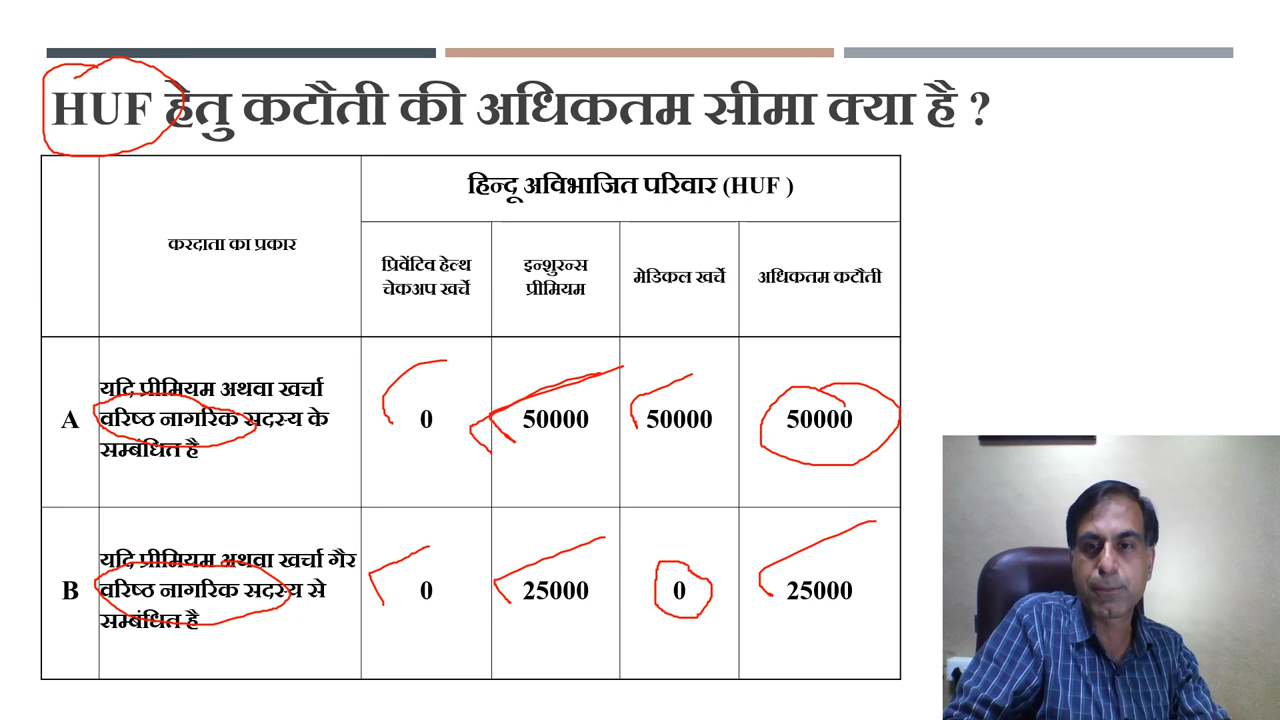 HUF हेतु कटौती की अधिकतम सीमा क्या है ?
हिन्दू अविभाजित परिवार (HUF )
करदाता का प्रकार
प्रिवेंटिव हेल्थ
चेकअप खर्चे
इन्शुरन्स
प्रीमियम
मेडिकल खर्चे
अधिकतम कटौती
A
यदि प्रीमियम अथवा खर्चा
वरिष्ठ नागरिक सदस्य के
सम्बंधित है
0
50000
50000
50000
B
यदि प्रीमियम अथवा खर्चा गैर
वरिष्ठ नागरिक सदस्य से
सम्बंधित है
0
25000
0
25000